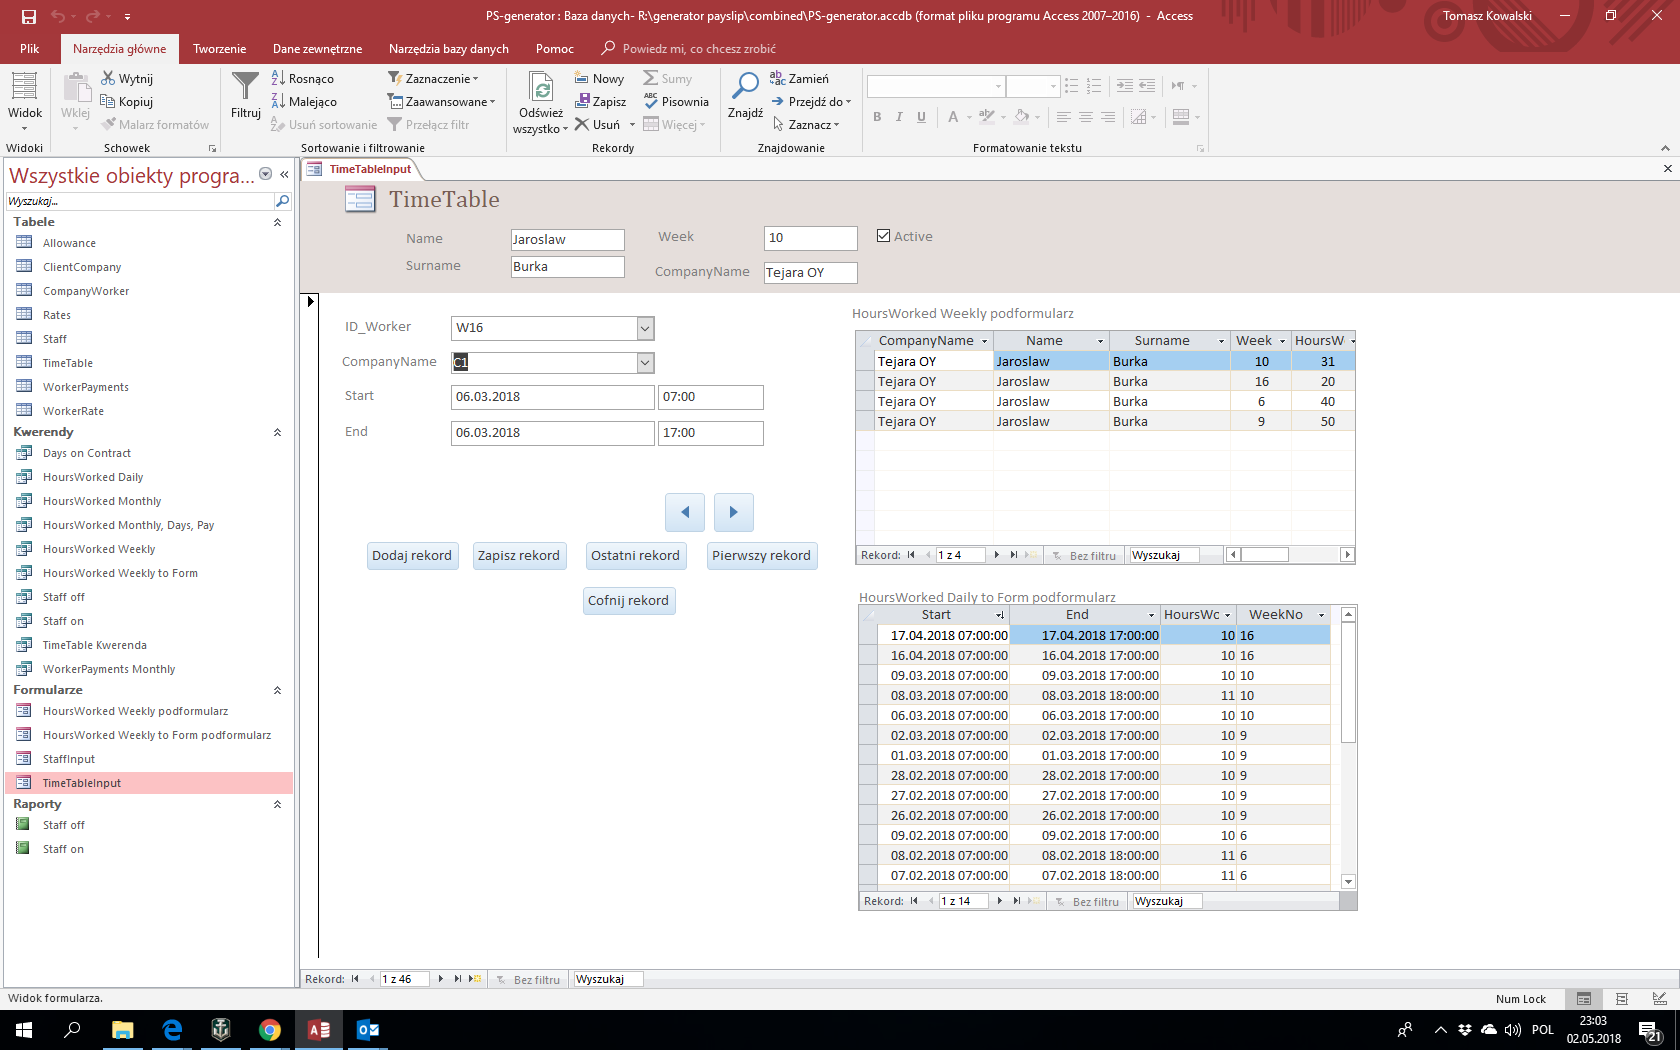 PS-generator : Baza danych- R:\generator payslip\combined\PS-generator.accdb (format pliku programu Access 2007–2016) - Access
Tomasz Kowalski
Plik
Narzędzia główne
Tworzenie
Dane zewnętrzne
Narzędzia bazy danych
Pomoc
Powiedz mi, co chcesz zrobić
Widok
Widoki
Wklej
Wytnij
Kopiuj
Malarz formatów
Schowek
Filtruj
Rosnąco
Malejąco
Usuń sortowanie
Zaznaczenie
Zaawansowane
Przełącz filtr
Sortowanie i filtrowanie
Odśwież
wszystko
Nowy
Zapisz
Usuń
Sumy
Pisownia
Więcej
Rekordy
Znajdź
Zamień
Przejdź do
Zaznacz
Znajdowanie
B I U A
Formatowanie tekstu
Wszystkie obiekty progra...
Wyszukaj...
Tabele
Allowance
ClientCompany
CompanyWorker
Rates
Staff
TimeTable
WorkerPayments
WorkerRate
Kwerendy
Days on Contract
HoursWorked Daily
HoursWorked Monthly
HoursWorked Monthly, Days, Pay
HoursWorked Weekly
HoursWorked Weekly to Form
Staff off
Staff on
TimeTable Kwerenda
WorkerPayments Monthly
Formularze
HoursWorked Weekly podformularz
HoursWorked Weekly to Form podformularz
StaffInput
TimeTableInput
Raporty
Staff off
Staff on
TimeTableInput
TimeTable
Name Jaroslaw Week 10 Active
Surname Burka CompanyName Tejara OY
ID_Worker W16
CompanyName C1
Start 06.03.2018 07:00
End 06.03.2018 17:00
Dodaj rekord Zapisz rekord Ostatni rekord Pierwszy rekord
Cofnij rekord
HoursWorked Weekly podformularz
CompanyName Name Surname Week HoursW
Tejara OY Jaroslaw Burka 10 31
Tejara OY Jaroslaw Burka 16 20
Tejara OY Jaroslaw Burka 6 40
Tejara OY Jaroslaw Burka 9 50
Rekord: 1 z 4 Bez filtru Wyszukaj
HoursWorked Daily to Form podformularz
Start End HoursWc WeekNo
17.04.2018 07:00:00 17.04.2018 17:00:00 10 16
16.04.2018 07:00:00 16.04.2018 17:00:00 10 16
09.03.2018 07:00:00 09.03.2018 17:00:00 10 10
08.03.2018 07:00:00 08.03.2018 18:00:00 11 10
06.03.2018 07:00:00 06.03.2018 17:00:00 10 10
02.03.2018 07:00:00 02.03.2018 17:00:00 10 9
01.03.2018 07:00:00 01.03.2018 17:00:00 10 9
28.02.2018 07:00:00 28.02.2018 17:00:00 10 9
27.02.2018 07:00:00 27.02.2018 17:00:00 10 9
26.02.2018 07:00:00 26.02.2018 17:00:00 10 9
09.02.2018 07:00:00 09.02.2018 17:00:00 10 6
08.02.2018 07:00:00 08.02.2018 18:00:00 11 6
07.02.2018 07:00:00 07.02.2018 18:00:00 11 6
Rekord: 1 z 14 Bez filtru Wyszukaj
Rekord: 1 z 46 Bez filtru Wyszukaj
Widok formularza.
Num Lock
POL
23:03
02.05.2018
21